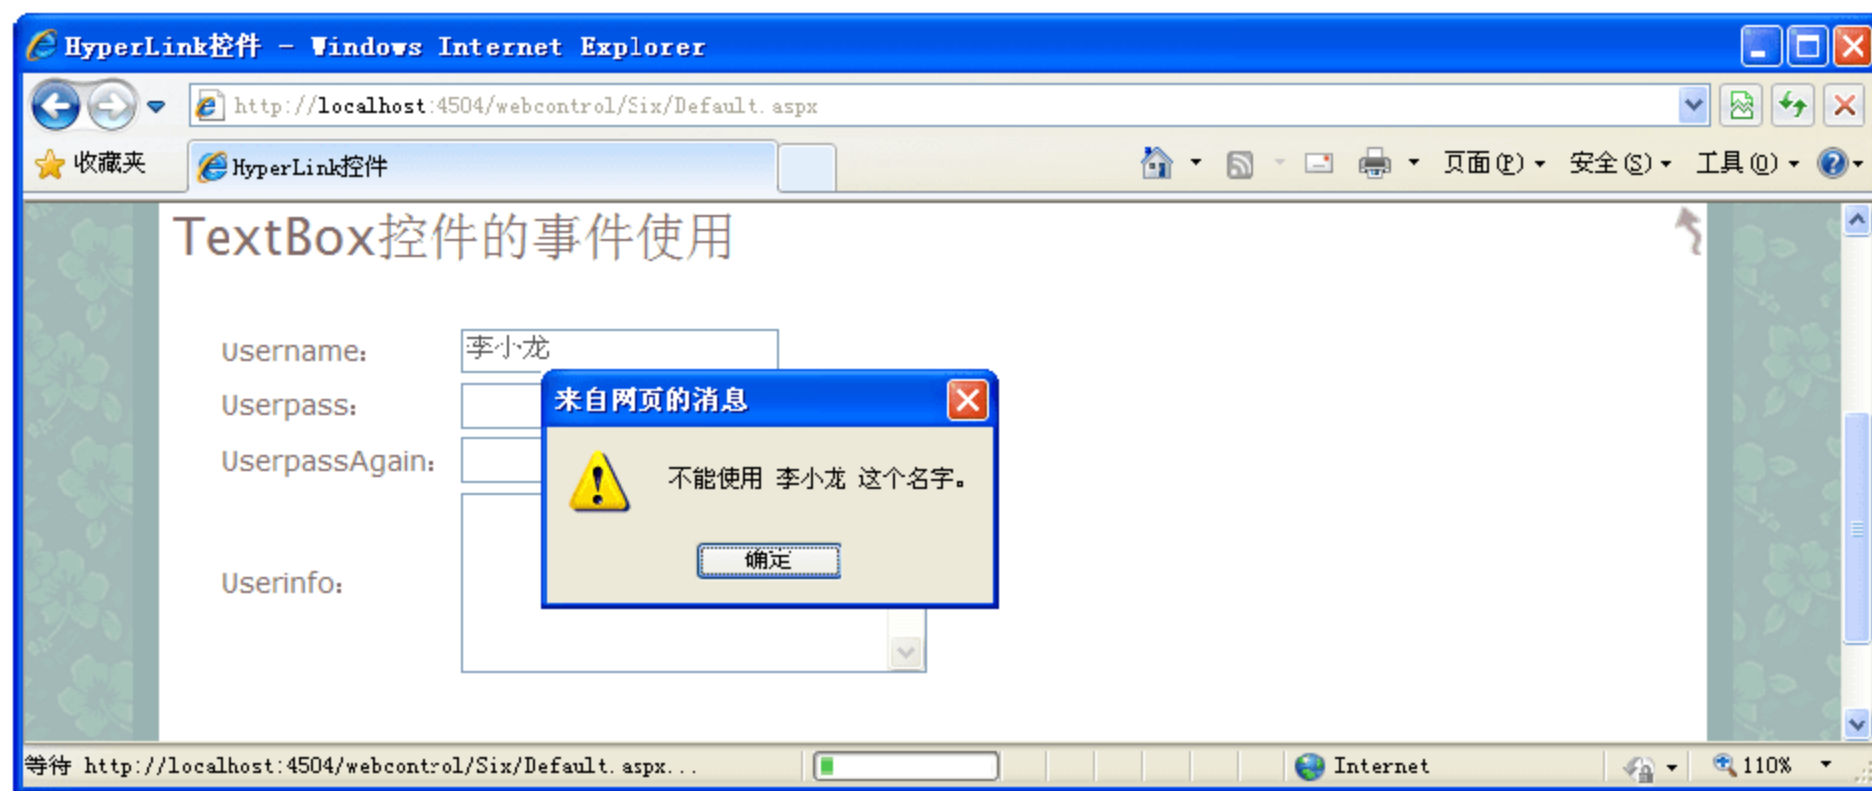 HyperLink控件 - Windows Internet Explorer
http://localhost:4504/webcontrol/Six/Default.aspx
收藏夹
HyperLink控件
页面(P)
安全(S)
工具(O)
TextBox控件的事件使用
Username:
李小龙
Userpass:
UserpassAgain:
Userinfo:
来自网页的消息
不能使用 李小龙 这个名字。
确定
等待 http://localhost:4504/webcontrol/Six/Default.aspx...
Internet
110%